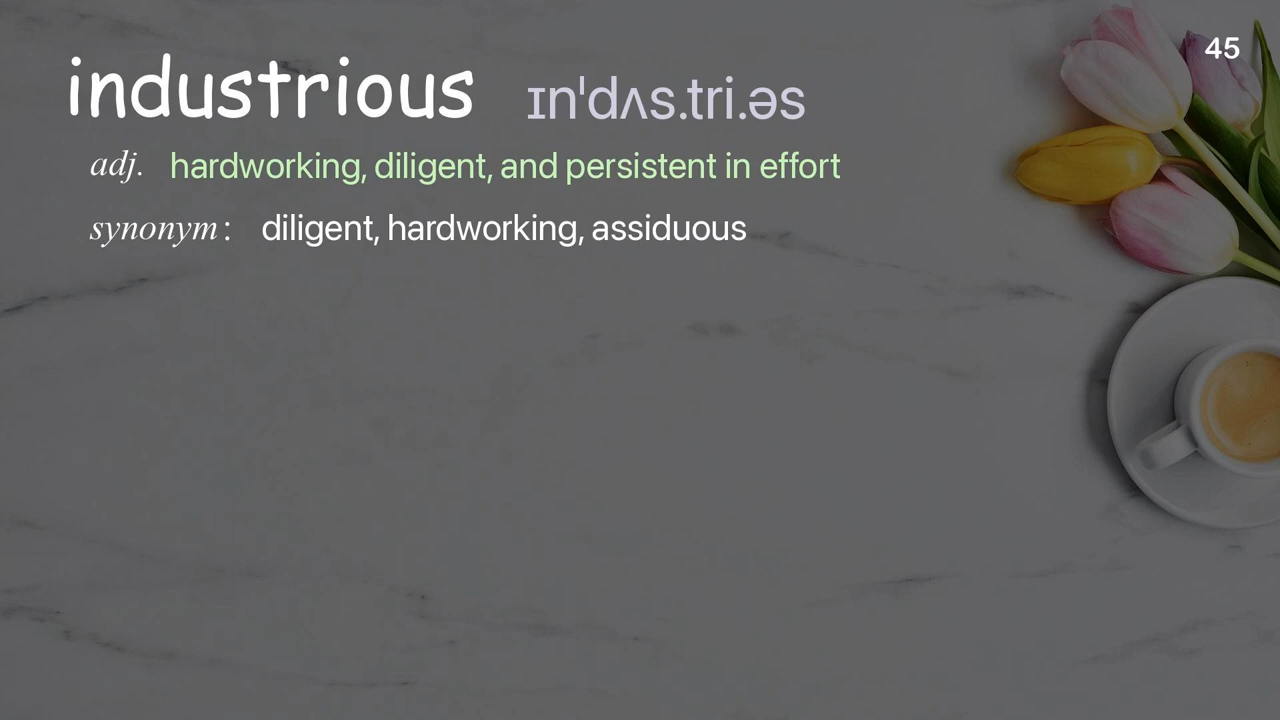 45
industrious ɪnˈdʌs.tri.əs
adj. hardworking, diligent, and persistent in effort
synonym: diligent, hardworking, assiduous